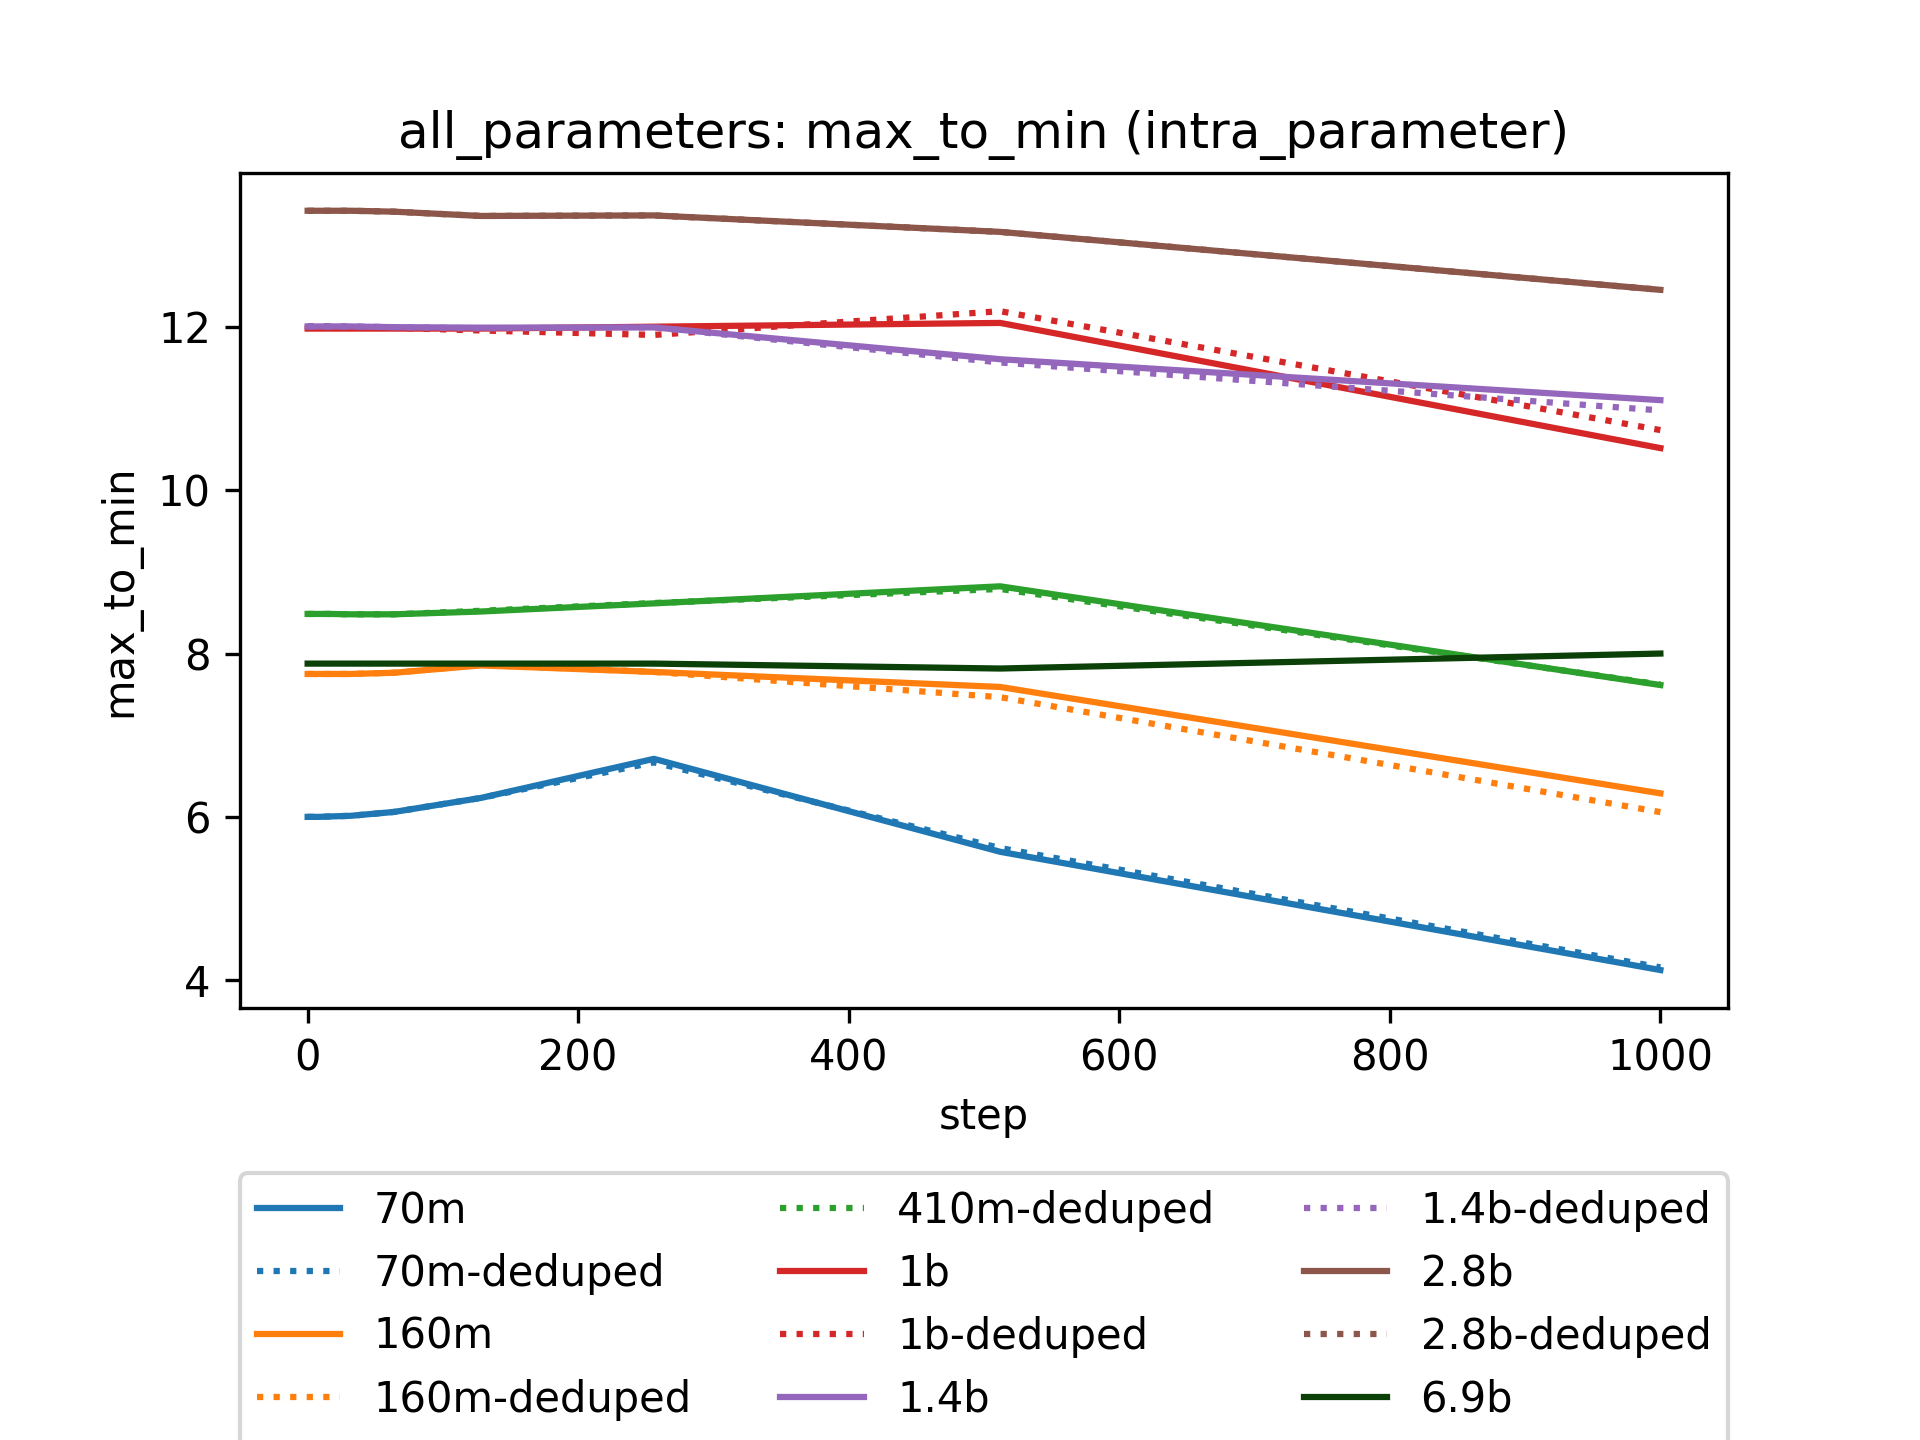 all_parameters: max_to_min (intra_parameter)
max_to_min
12
10
8
6
4
0 200 400 600 800 1000
step
70m 410m-deduped 1.4b-deduped
70m-deduped 1b 2.8b
160m 1b-deduped 2.8b-deduped
160m-deduped 1.4b 6.9b